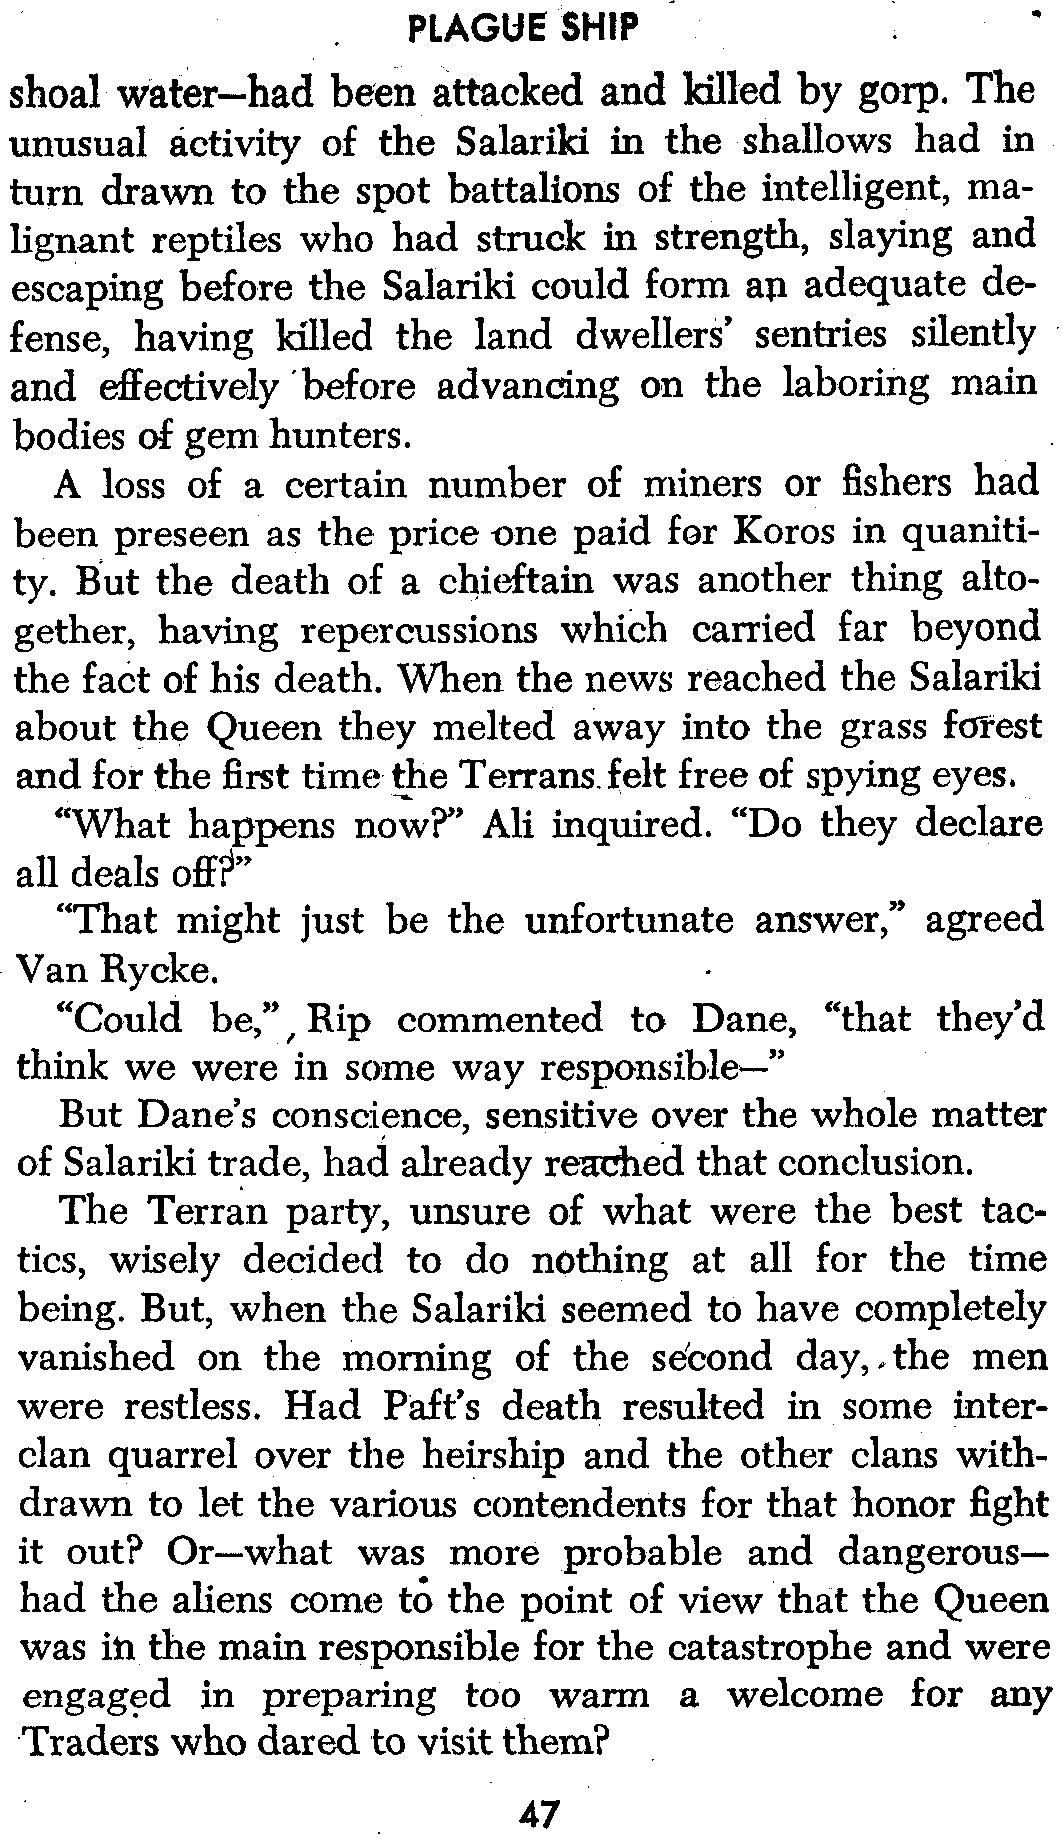 PLAGUE SHIP
shoal water—had been attacked and killed by gorp. The
unusual activity of the Salariki in the shallows had in
turn drawn to the spot battalions of the intelligent, ma-
lignant reptiles who had struck in strength, slaying and
escaping before the Salariki could form an adequate de-
fense, having killed the land dwellers’ sentries silently
and effectively before advancing on the laboring main
bodies of gem hunters.
A loss of a certain number of miners or fishers had
been preseen as the price one paid for Koros in quaniti-
ty. But the death of a chieftain was another thing alto-
gether, having repercussions which carried far beyond
the fact of his death. When the news reached the Salariki
about the Queen they melted away into the grass forest
and for the first time the Terrans felt free of spying eyes.
“What happens now?” Ali inquired. “Do they declare
all deals off?”
“That might just be the unfortunate answer,” agreed
Van Rycke.
“Could be,” Rip commented to Dane, “that they’d
think we were in some way responsible—”
But Dane’s conscience, sensitive over the whole matter
of Salariki trade, had already reached that conclusion.
The Terran party, unsure of what were the best tac-
tics, wisely decided to do nothing at all for the time
being. But, when the Salariki seemed to have completely
vanished on the morning of the second day, the men
were restless. Had Paft’s death resulted in some inter-
clan quarrel over the heirship and the other clans with-
drawn to let the various contendents for that honor fight
it out? Or—what was more probable and dangerous—
had the aliens come to the point of view that the Queen
was in the main responsible for the catastrophe and were
engaged in preparing too warm a welcome for any
Traders who dared to visit them?
47